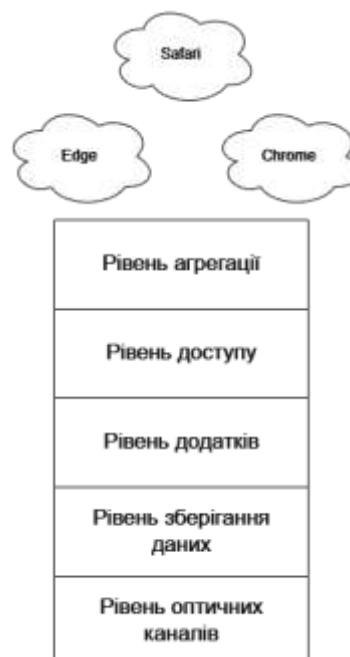 Safari
Edge
Chrome
Рівень агрегації
Рівень доступу
Рівень додатків
Рівень зберігання
даних
Рівень оптичних
каналів